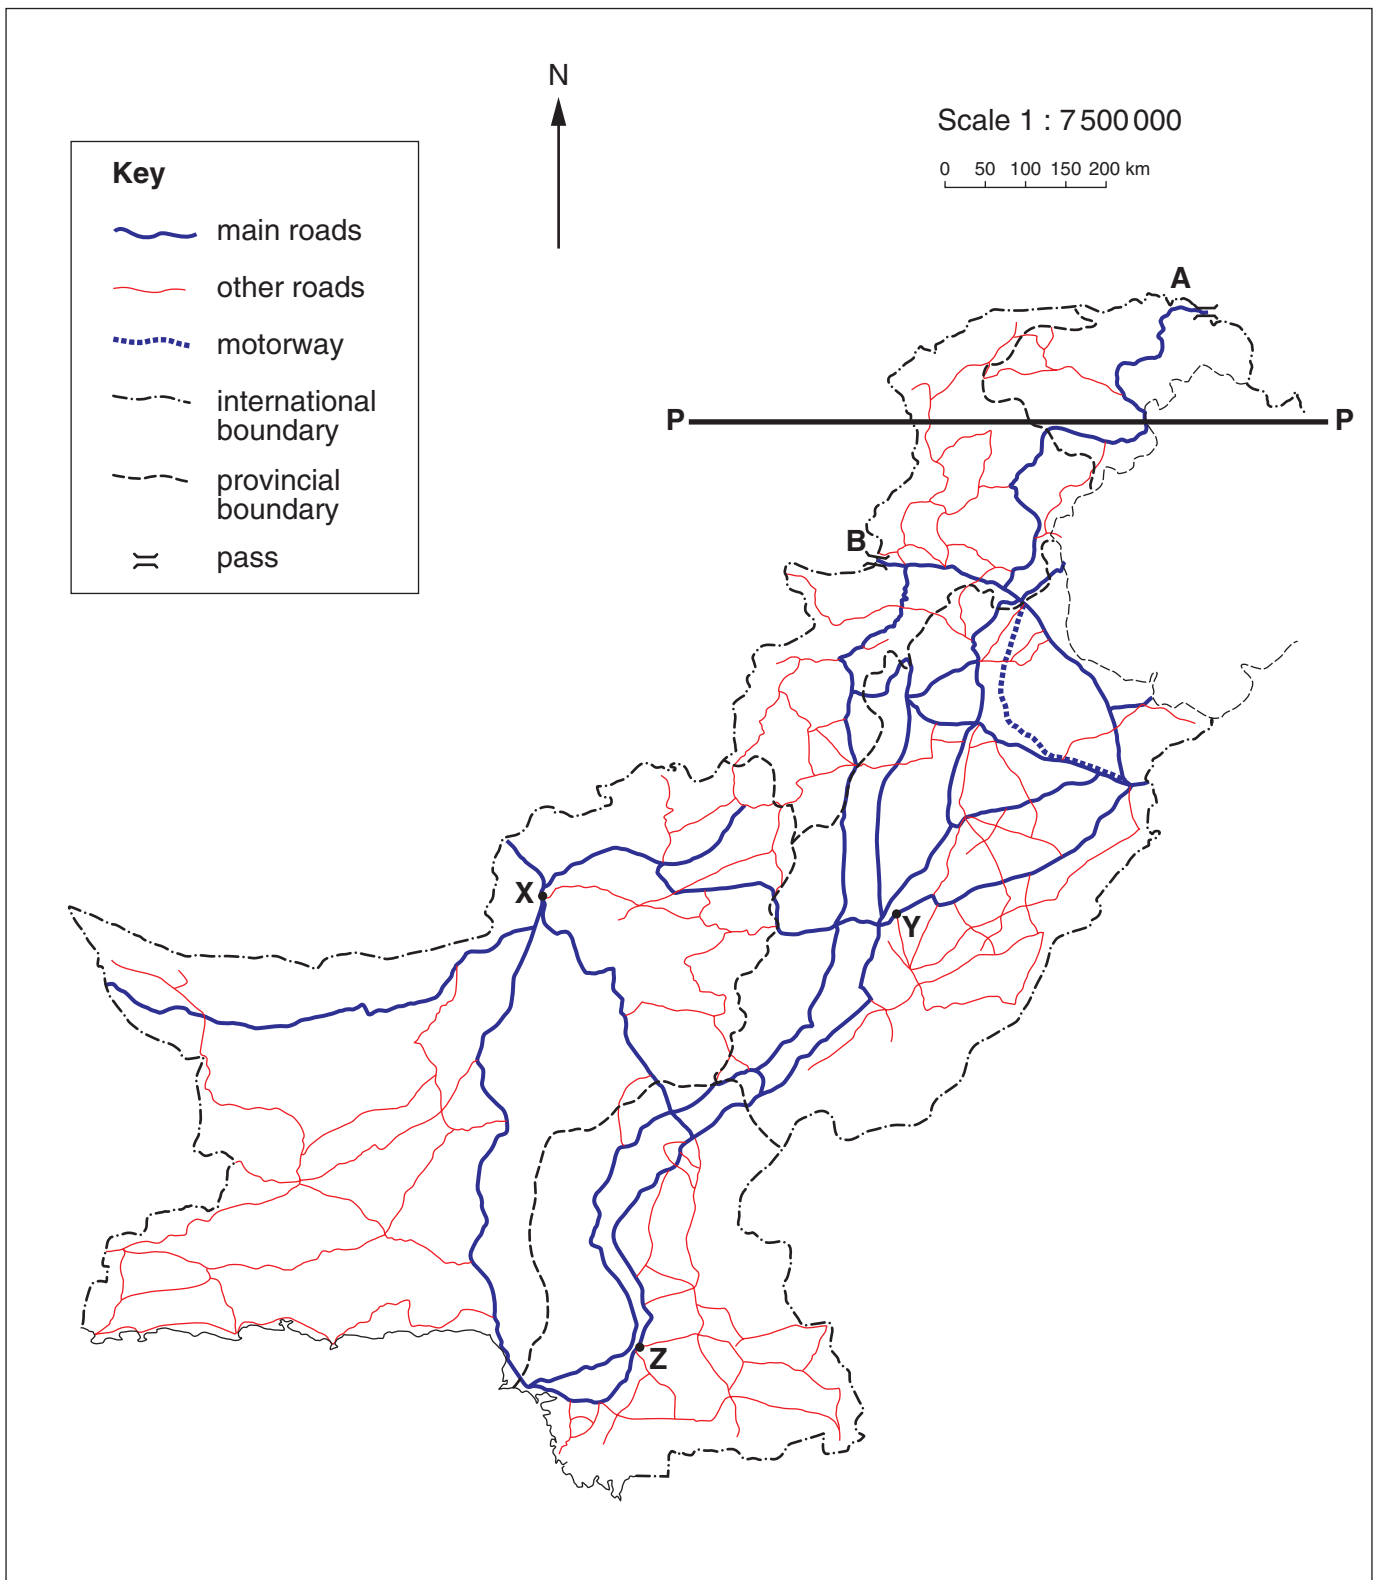 N
Scale 1 : 7 500 000
0 50 100 150 200 km
Key
main roads
other roads
motorway
international
boundary
provincial
boundary
pass
A
P
P
B
X
Y
Z